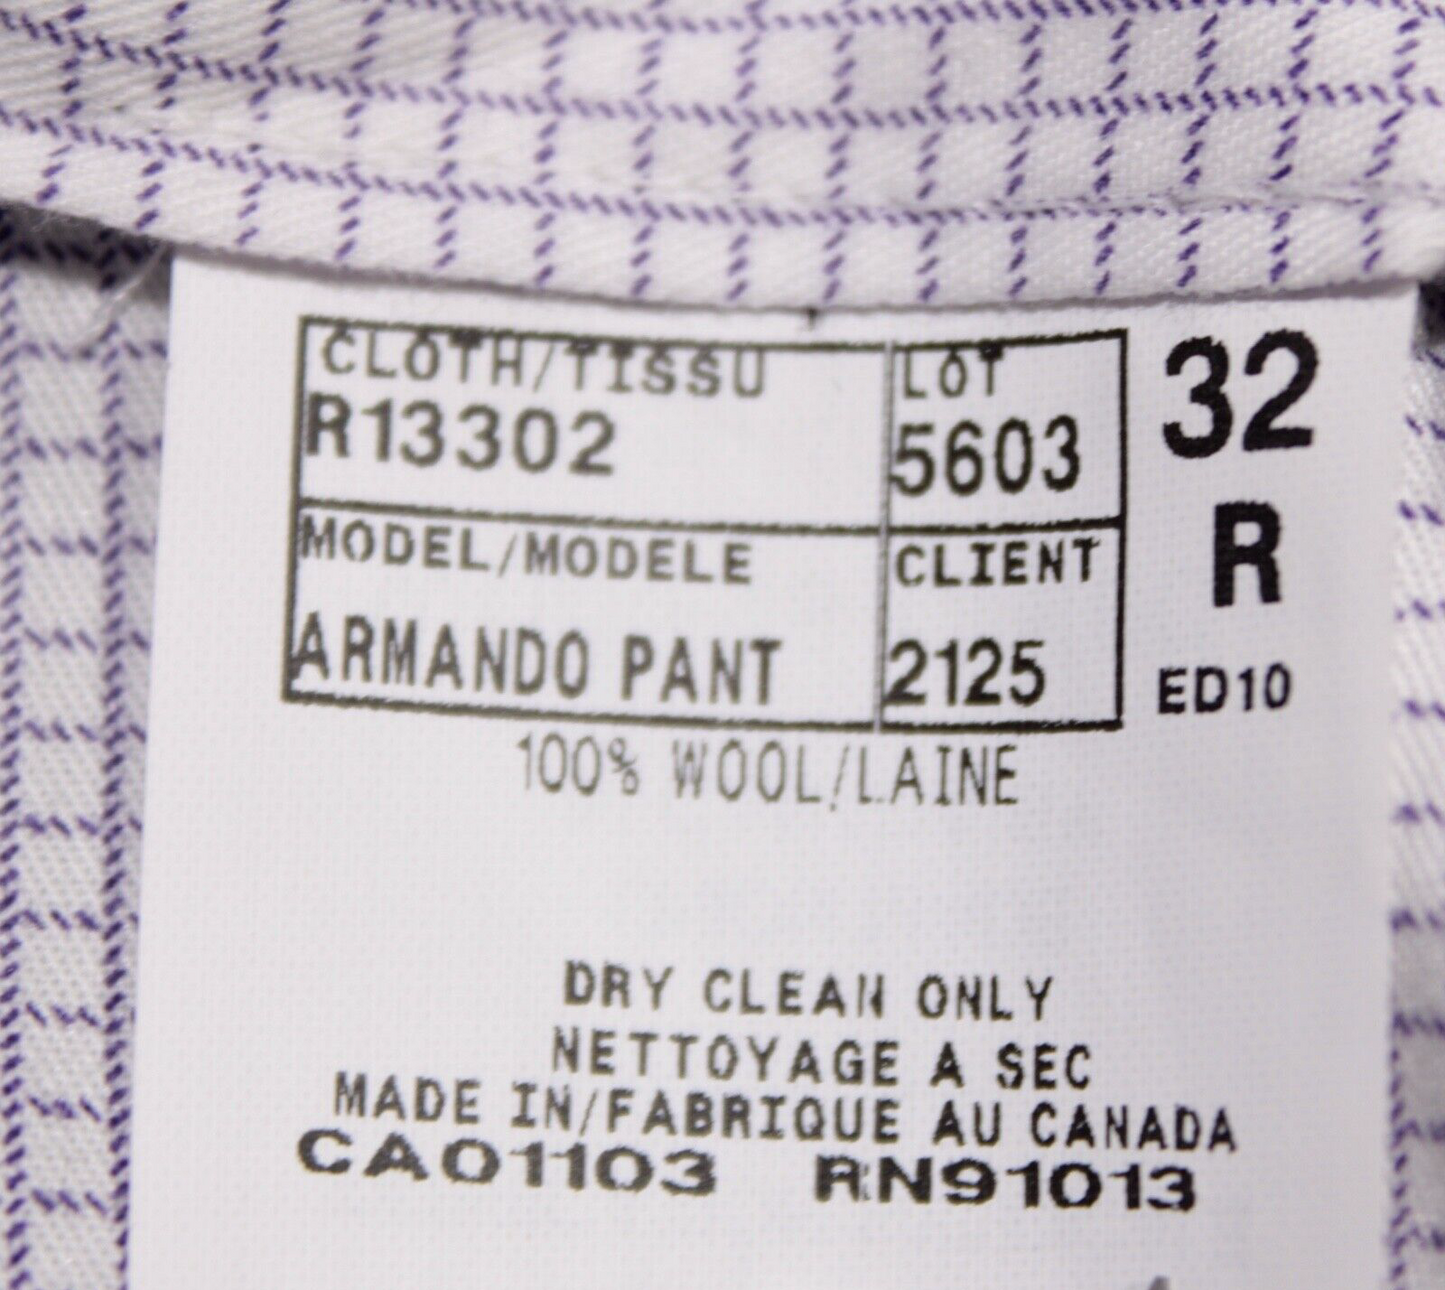 CLOTH/TISSU LOT 32
R13302 5603
R
MODEL/MODELE CLIENT
ARMANDO PANT 2125 ED10
100% WOOL/LAINE
DRY CLEAN ONLY
NETTOYAGE A SEC
MADE IN/FABRIQUE AU CANADA
CA01103 RN91013